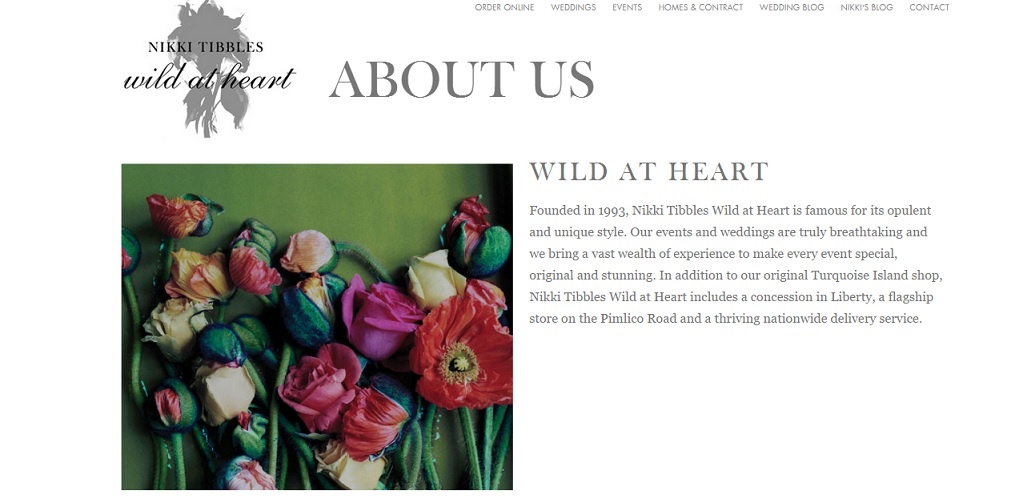 ORDER ONLINE WEDDINGS EVENTS HOMES & CONTRACT WEDDING BLOG NIKKI'S BLOG CONTACT
NIKKI TIBBLES
wild at heart
ABOUT US
WILD AT HEART
Founded in 1993, Nikki Tibbles Wild at Heart is famous for its opulent
and unique style. Our events and weddings are truly breathtaking and
we bring a vast wealth of experience to make every event special,
original and stunning. In addition to our original Turquoise Island shop,
Nikki Tibbles Wild at Heart includes a concession in Liberty, a flagship
store on the Pimlico Road and a thriving nationwide delivery service.